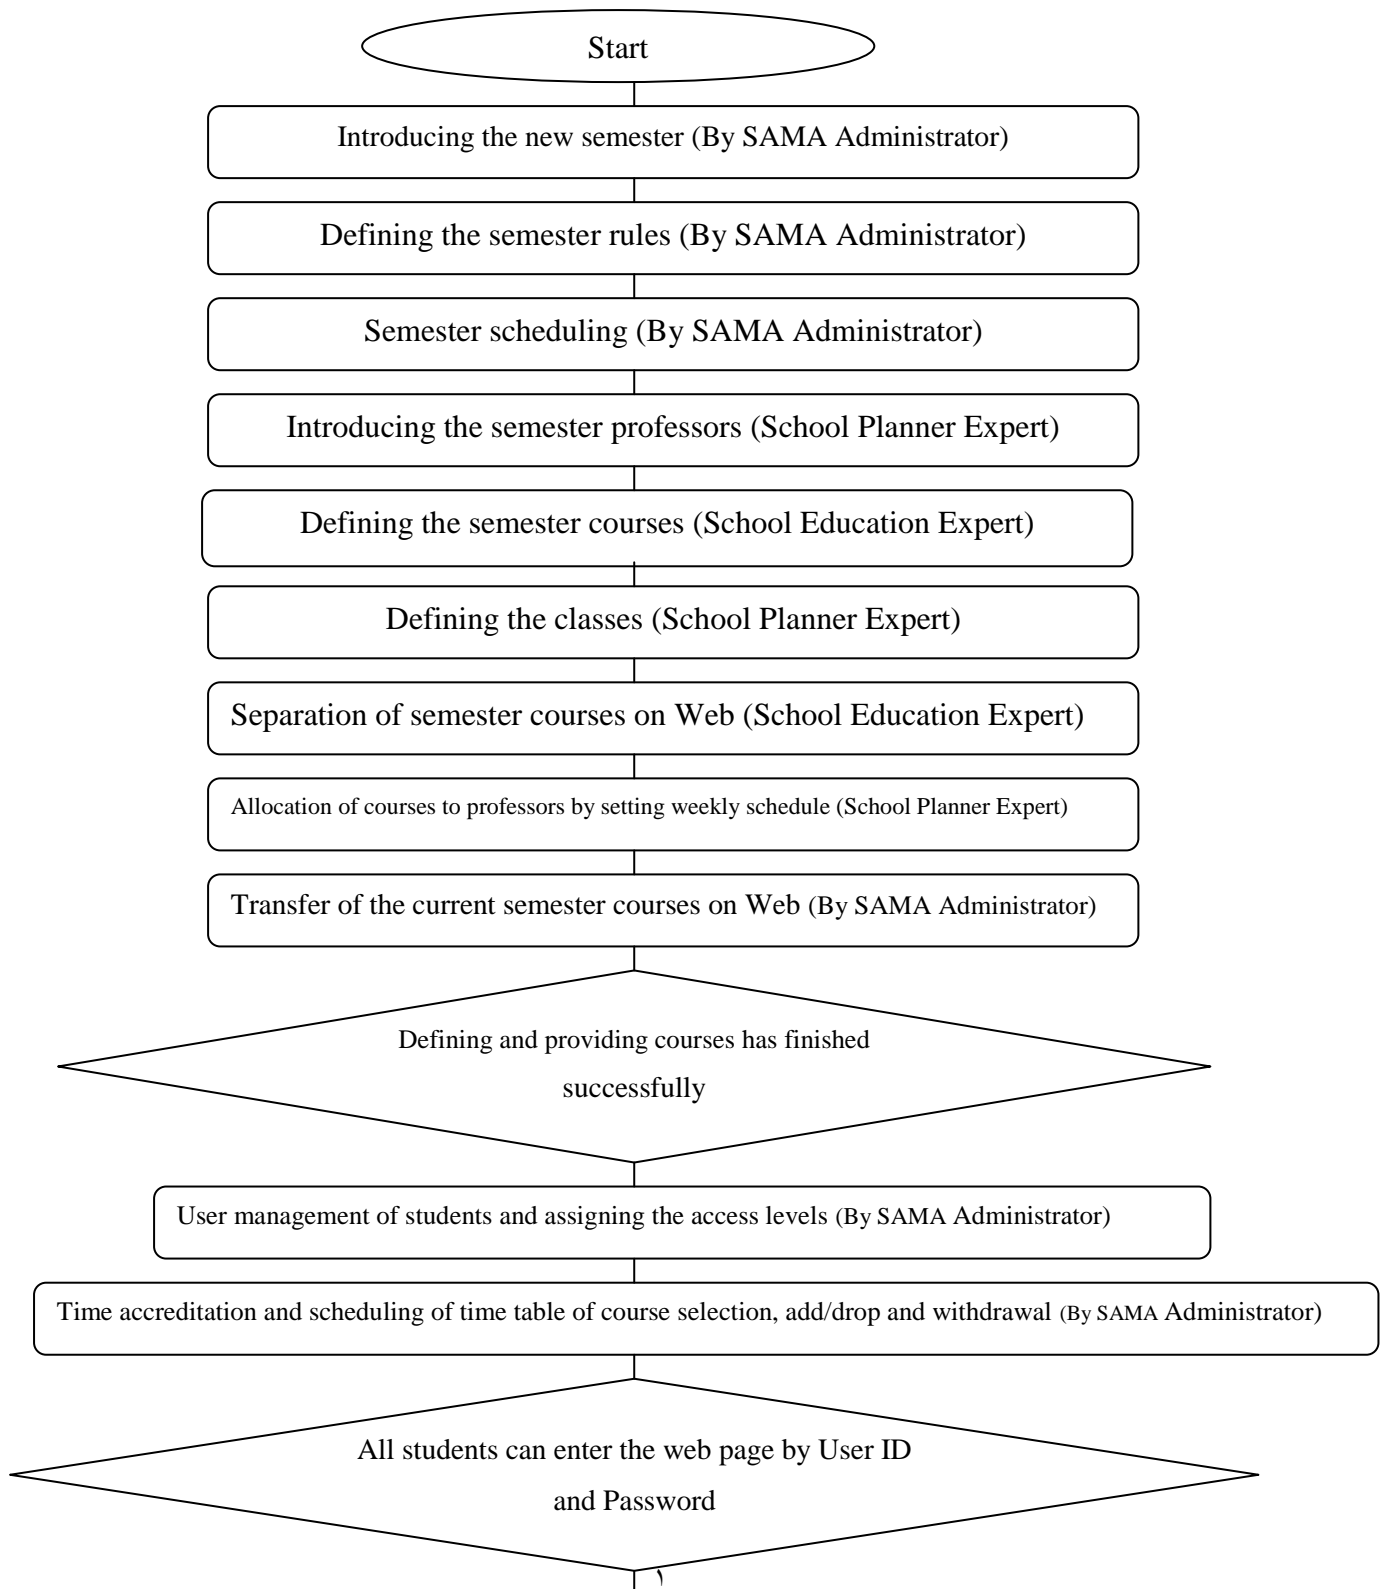 Start
Introducing the new semester (By SAMA Administrator)
Defining the semester rules (By SAMA Administrator)
Semester scheduling (By SAMA Administrator)
Introducing the semester professors (School Planner Expert)
Defining the semester courses (School Education Expert)
Defining the classes (School Planner Expert)
Separation of semester courses on Web (School Education Expert)
Allocation of courses to professors by setting weekly schedule (School Planner Expert)
Transfer of the current semester courses on Web (By SAMA Administrator)
Defining and providing courses has finished
successfully
User management of students and assigning the access levels (By SAMA Administrator)
Time accreditation and scheduling of time table of course selection, add/drop and withdrawal (By SAMA Administrator)
All students can enter the web page by User ID
and Password
١